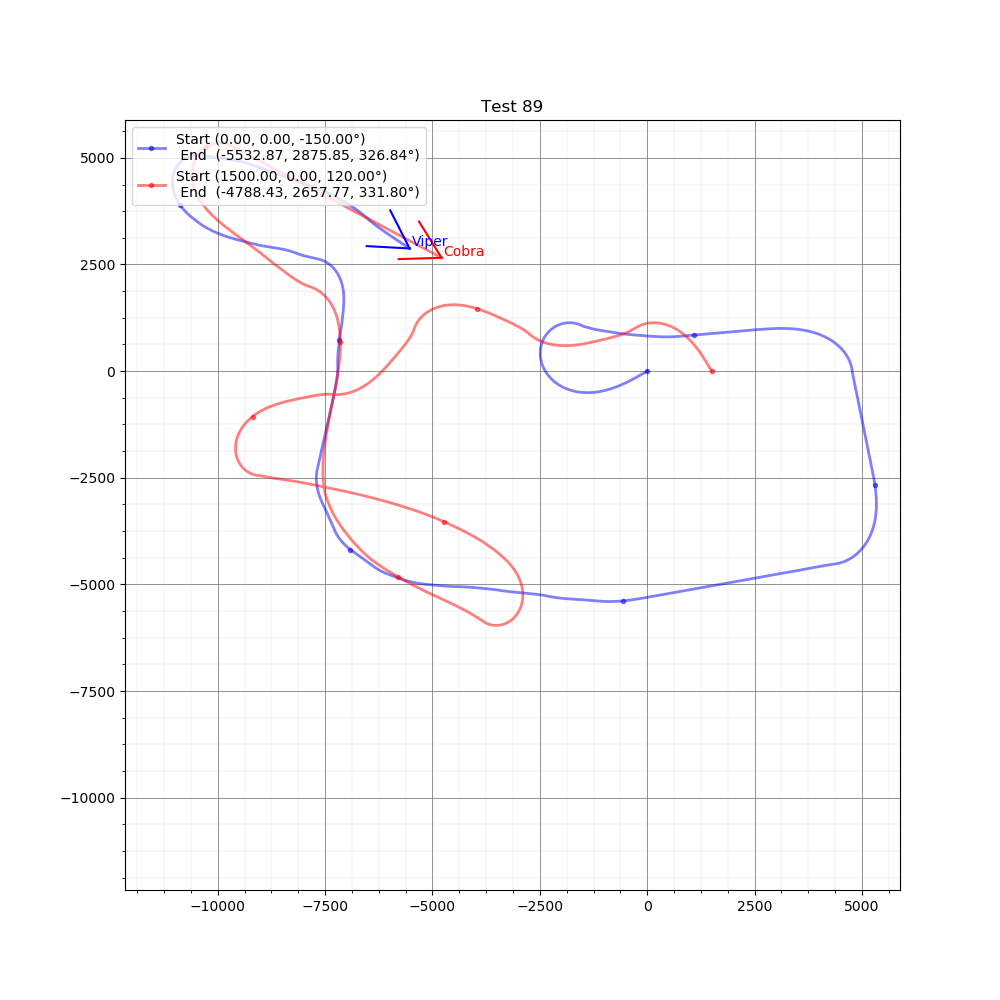 Test 89
Start (0.00, 0.00, -150.00°)
End (-5532.87, 2875.85, 326.84°)
Start (1500.00, 0.00, 120.00°)
End (-4788.43, 2657.77, 331.80°)
Viper
Cobra
5000
2500
0
−2500
−5000
−7500
−10000
−10000 −7500 −5000 −2500 0 2500 5000